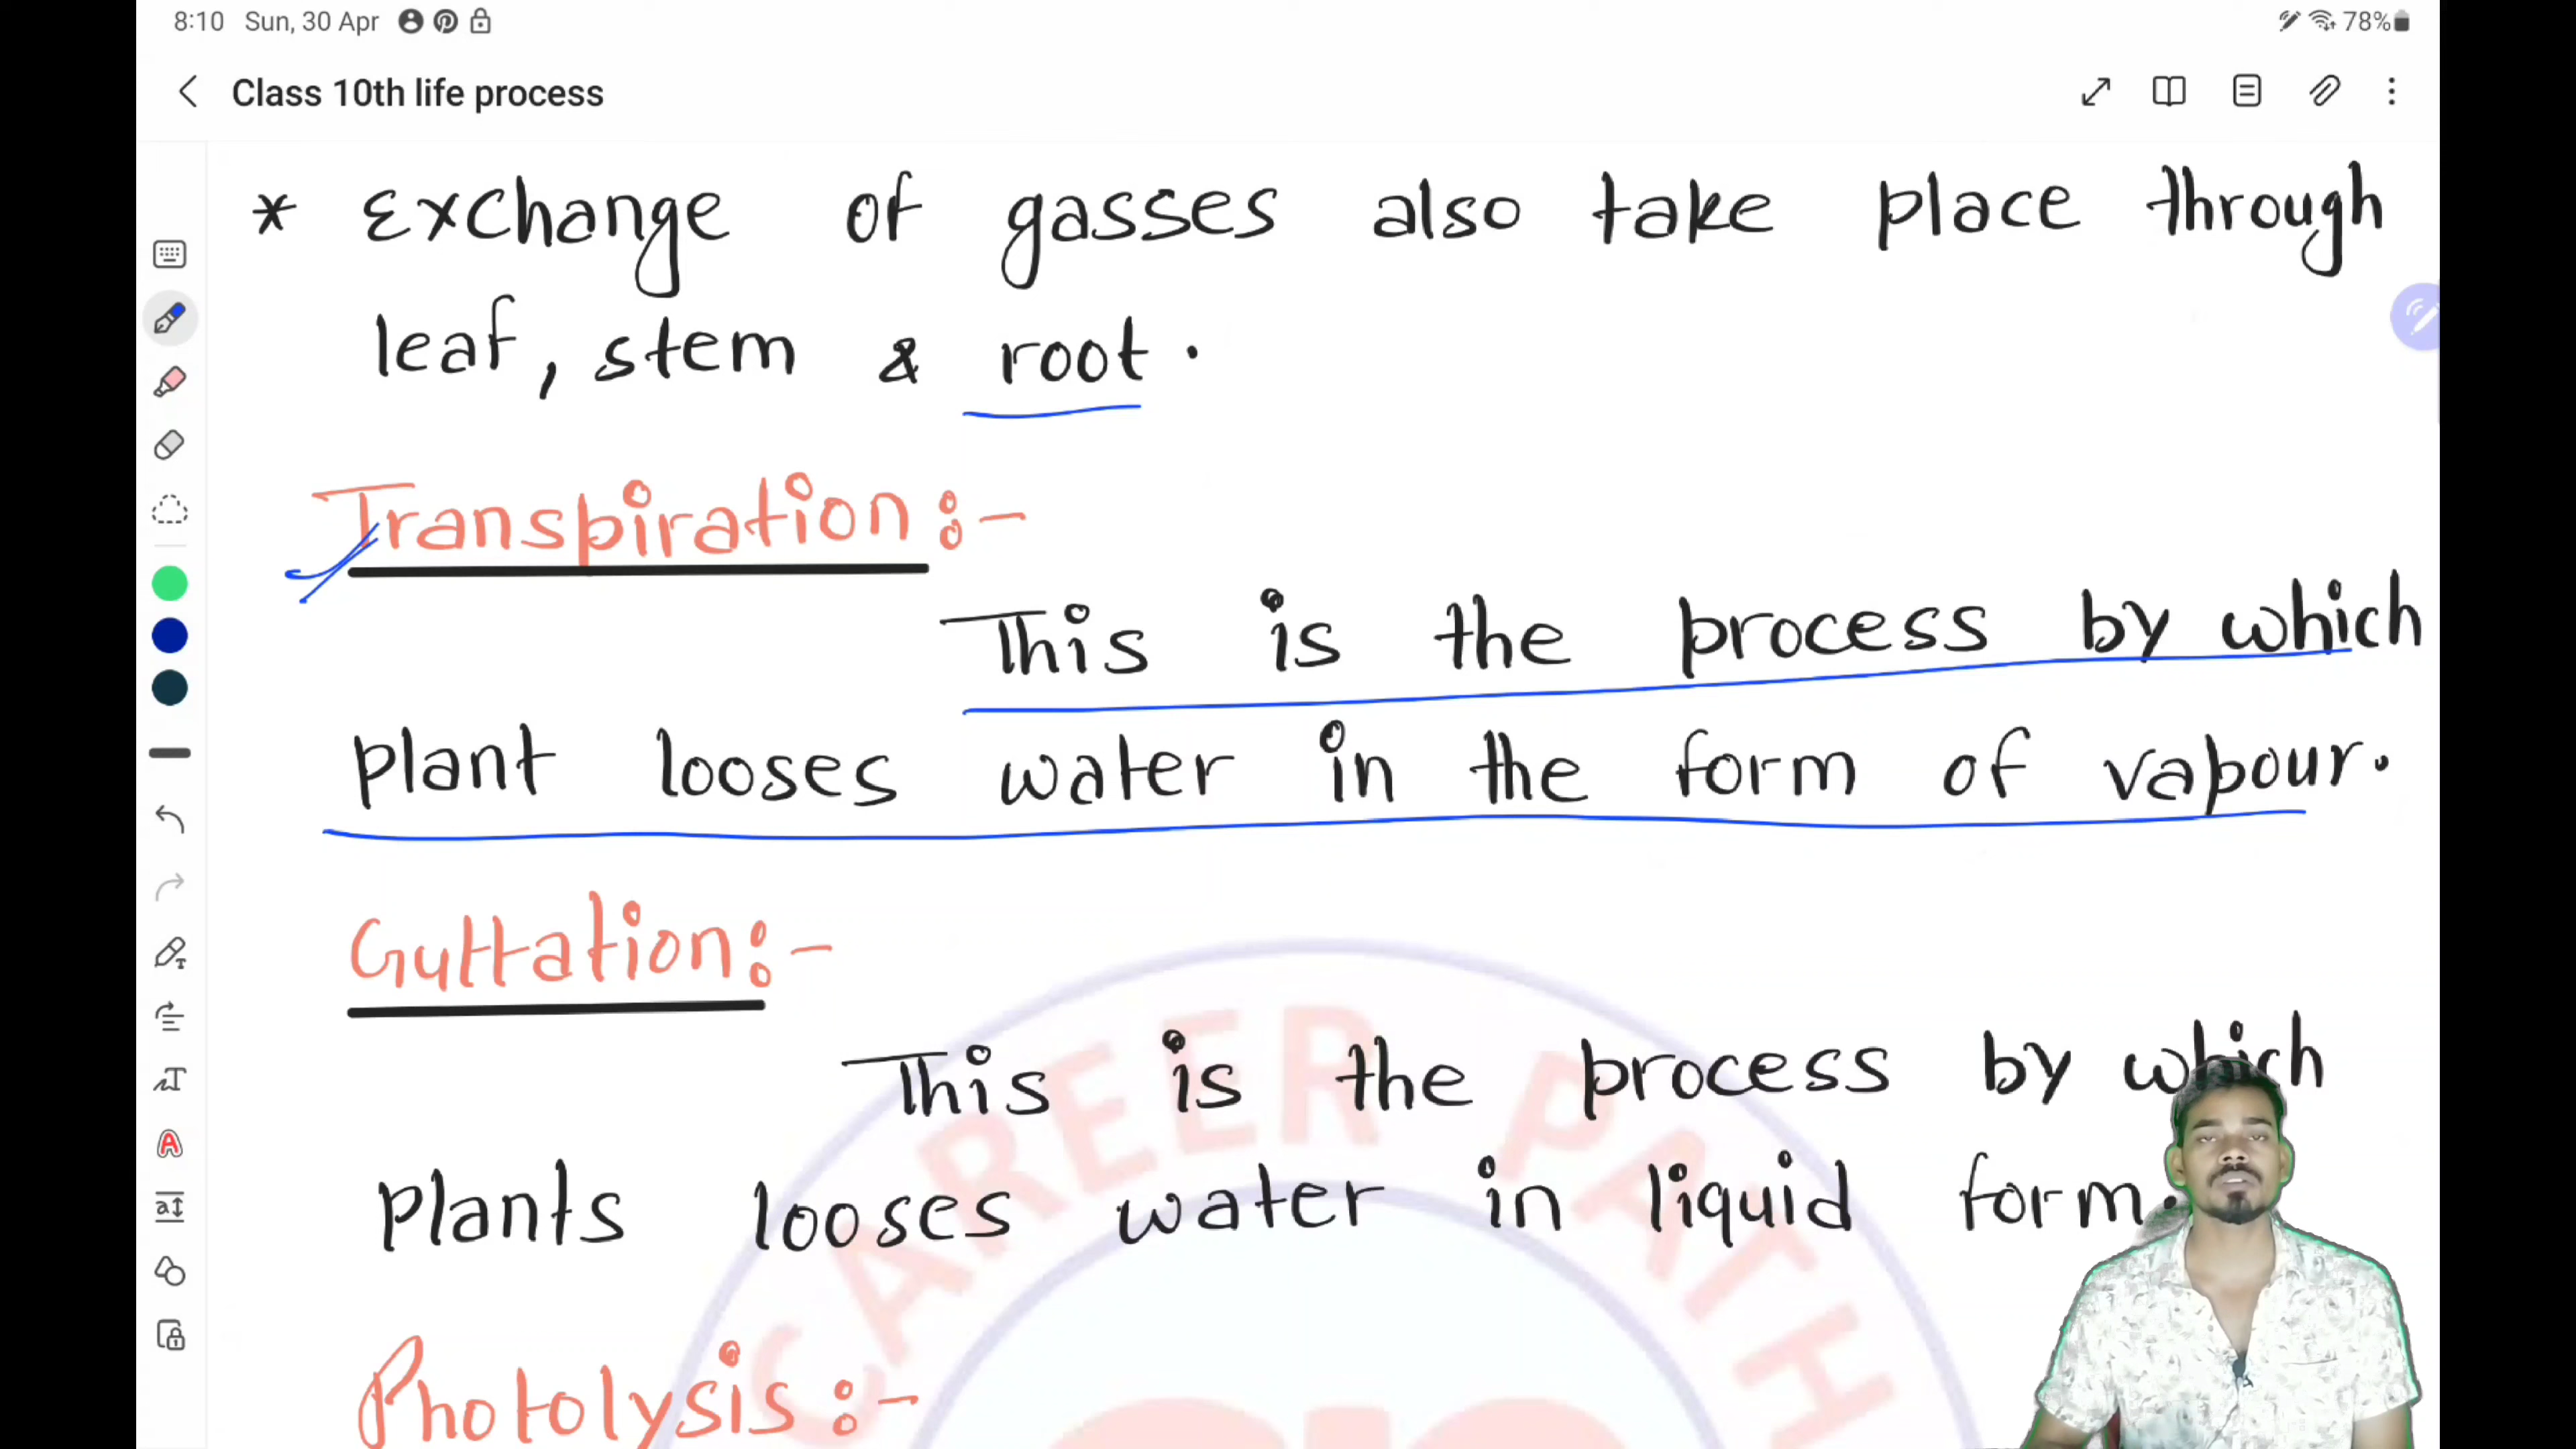 8:10 Sun, 30 Apr 78%
Class 10th life process
* Exchange of gasses also take place through
leaf, stem & root.
Transpiration :-
This is the process by which
plant looses water in the form of vapour.
Guttation :-
This is the process by which
Plants looses water in liquid form.
CAREER PATH
Photolysis :-